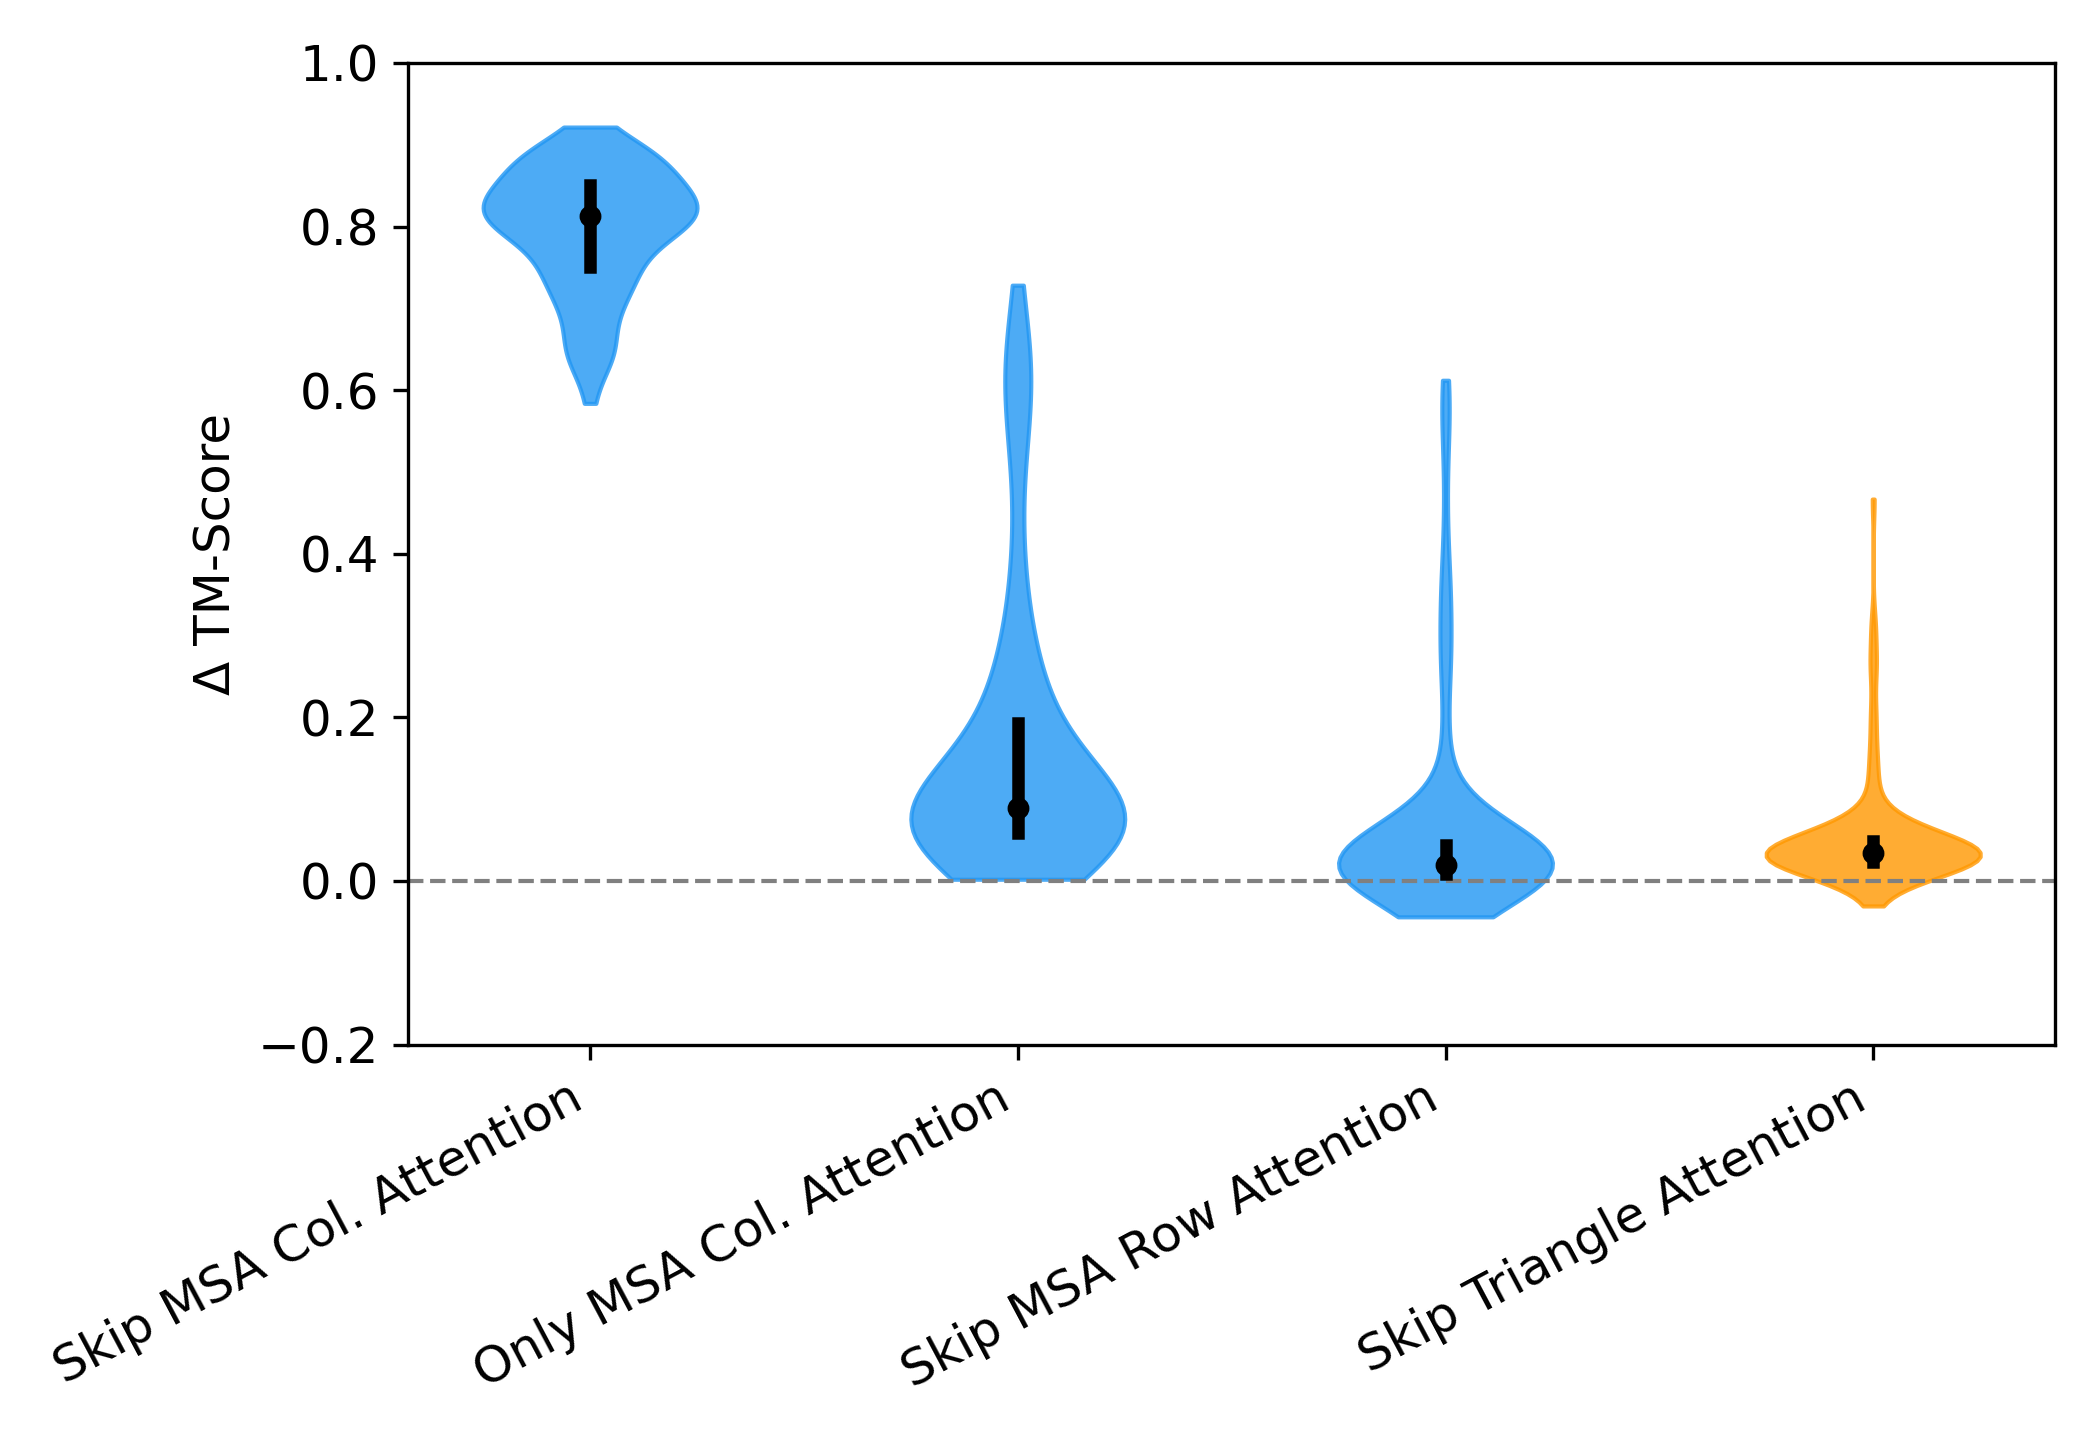 1.0
0.8
0.6
0.4
0.2
0.0
−0.2
Δ TM-Score
Skip MSA Col. Attention
Only MSA Col. Attention
Skip MSA Row Attention
Skip Triangle Attention